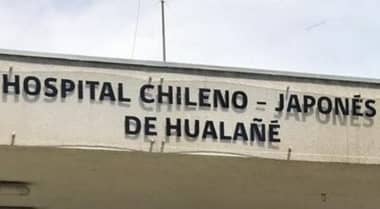 HOSPITAL CHILENO – JAPONÉS
DE HUALAÑÉ